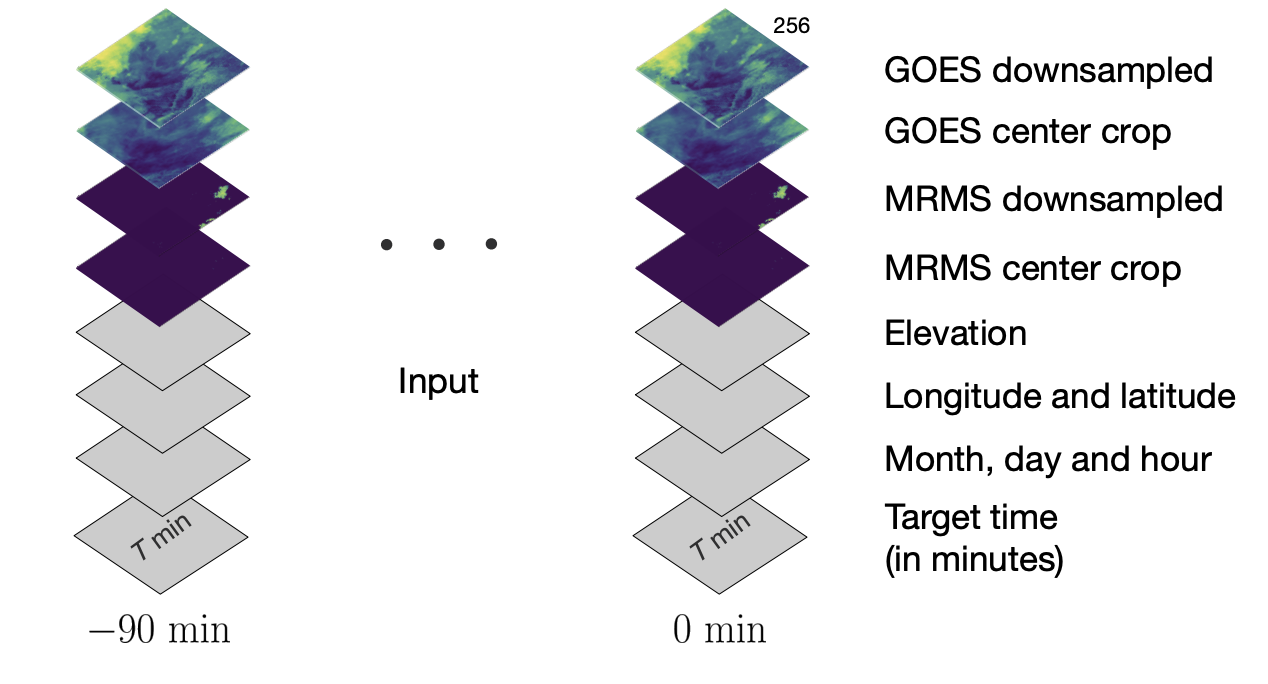 256
GOES downsampled
GOES center crop
MRMS downsampled
MRMS center crop
Elevation
Input
Longitude and latitude
Month, day and hour
T min
T min
Target time
(in minutes)
−90 min
0 min